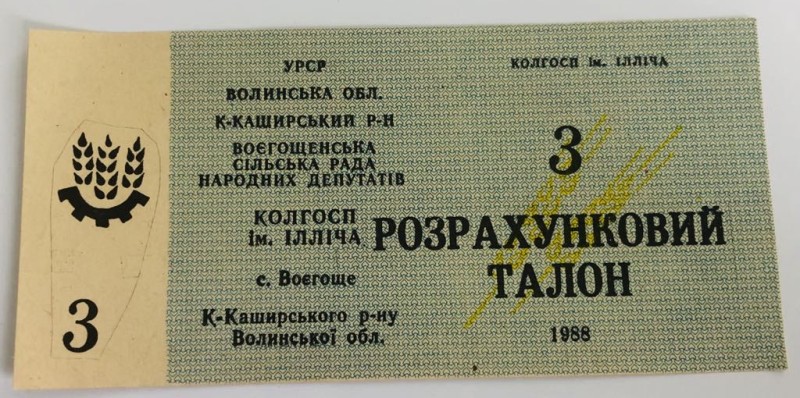 3
УРСР
ВОЛИНСЬКА ОБЛ.
К-КАШИРСЬКИЙ Р-Н
ВОЄГОЩЕНСЬКА
СІЛЬСЬКА РАДА
НАРОДНИХ ДЕПУТАТІВ
КОЛГОСП
ім. ІЛЛІЧА
с. Воєгоще
К-Каширського р-ну
Волинської обл.
КОЛГОСП ім. ІЛЛІЧА
3
РОЗРАХУНКОВИЙ
ТАЛОН
1988